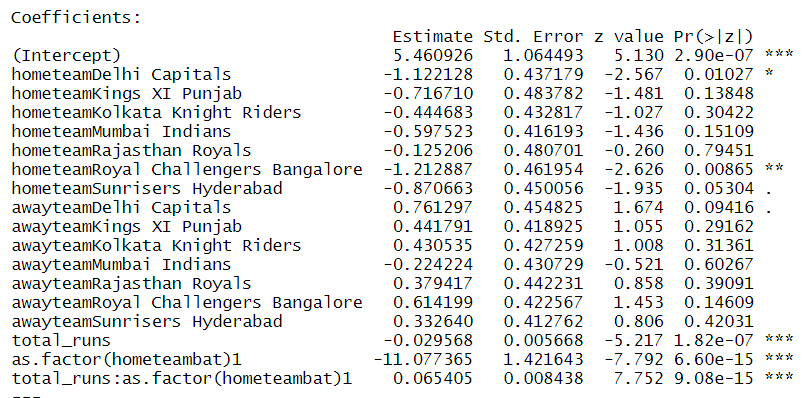 Coefficients:
Estimate Std. Error z value Pr(>|z|)
(Intercept) 5.460926 1.064493 5.130 2.90e-07 ***
hometeamDelhi Capitals -1.122128 0.437179 -2.567 0.01027 *
hometeamKings XI Punjab -0.716710 0.483782 -1.481 0.13848
hometeamKolkata Knight Riders -0.444683 0.432817 -1.027 0.30422
hometeamMumbai Indians -0.597523 0.416193 -1.436 0.15109
hometeamRajasthan Royals -0.125206 0.480701 -0.260 0.79451
hometeamRoyal Challengers Bangalore -1.212887 0.461954 -2.626 0.00865 **
hometeamSunrisers Hyderabad -0.870663 0.450056 -1.935 0.05304 .
awayteamDelhi Capitals 0.761297 0.454825 1.674 0.09416 .
awayteamKings XI Punjab 0.441791 0.418925 1.055 0.29162
awayteamKolkata Knight Riders 0.430535 0.427259 1.008 0.31361
awayteamMumbai Indians -0.224224 0.430729 -0.521 0.60267
awayteamRajasthan Royals 0.379417 0.442231 0.858 0.39091
awayteamRoyal Challengers Bangalore 0.614199 0.422567 1.453 0.14609
awayteamSunrisers Hyderabad 0.332640 0.412762 0.806 0.42031
total_runs -0.029568 0.005668 -5.217 1.82e-07 ***
as.factor(hometeambat)1 -11.077365 1.421643 -7.792 6.60e-15 ***
total_runs:as.factor(hometeambat)1 0.065405 0.008438 7.752 9.08e-15 ***
---